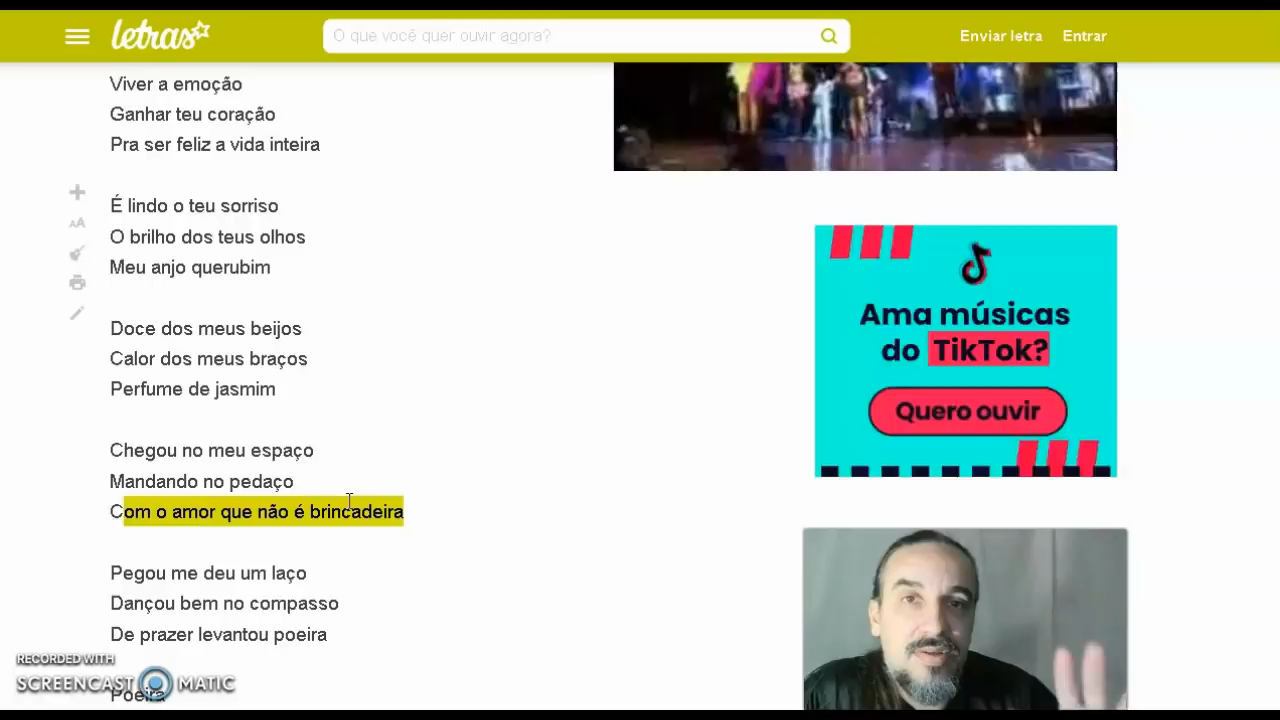 letras
O que você quer ouvir agora?
Enviar letra
Entrar
Viver a emoção
Ganhar teu coração
Pra ser feliz a vida inteira
É lindo o teu sorriso
O brilho dos teus olhos
Meu anjo querubim
Doce dos meus beijos
Calor dos meus braços
Perfume de jasmim
Chegou no meu espaço
Mandando no pedaço
Com o amor que não é brincadeira
Pegou me deu um laço
Dançou bem no compasso
De prazer levantou poeira
Poeira
AA
Ama músicas
do TikTok?
Quero ouvir
RECORDED WITH
SCREENCAST MATIC